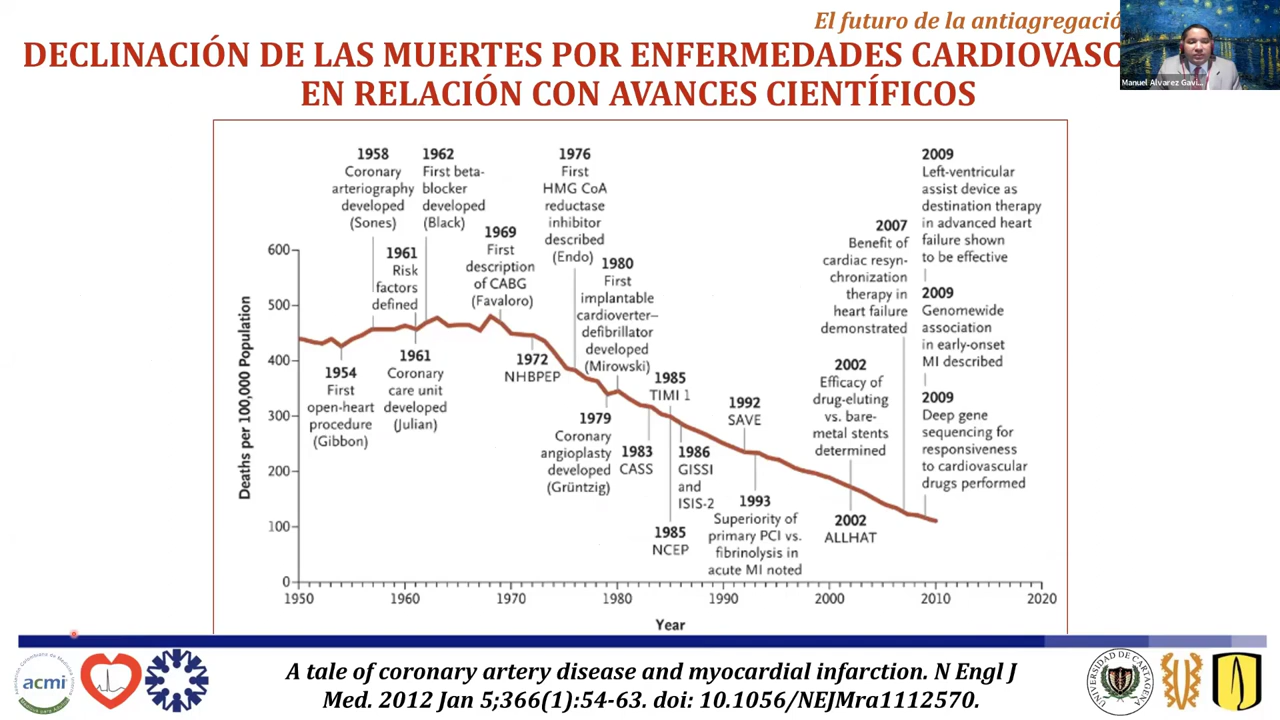 El futuro de la antiagregació
DECLINACIÓN DE LAS MUERTES POR ENFERMEDADES CARDIOVASC
EN RELACIÓN CON AVANCES CIENTÍFICOS
Manuel Alvarez Gavi...
1958
Coronary
arteriography
developed
(Sones)
1962
First beta-
blocker
developed
(Black)
1976
First
HMG CoA
reductase
inhibitor
described
(Endo)
2009
Left-ventricular
assist device as
destination therapy
in advanced heart
failure shown
to be effective
1961
Risk
factors
defined
1969
First
description
of CABG
(Favaloro)
1980
First
implantable
cardioverter–
defibrillator
developed
(Mirowski)
2007
Benefit of
cardiac resyn-
chronization
therapy in
heart failure
demonstrated
2009
Genomewide
association
in early-onset
MI described
1954
First
open-heart
procedure
(Gibbon)
1961
Coronary
care unit
developed
(Julian)
1972
NHBPEP
1979
Coronary
angioplasty
developed
(Grüntzig)
1983
CASS
1985
TIMI 1
1986
GISSI
and
ISIS-2
1985
NCEP
1992
SAVE
1993
Superiority of
primary PCI vs.
fibrinolysis in
acute MI noted
2002
Efficacy of
drug-eluting
vs. bare-
metal stents
determined
2002
ALLHAT
2009
Deep gene
sequencing for
responsiveness
to cardiovascular
drugs performed
Deaths per 100,000 Population
600
500
400
300
200
100
0
1950 1960 1970 1980 1990 2000 2010 2020
Year
A tale of coronary artery disease and myocardial infarction. N Engl J
Med. 2012 Jan 5;366(1):54-63. doi: 10.1056/NEJMra1112570.
acmi
UNIVERSIDAD DE CARTAGENA